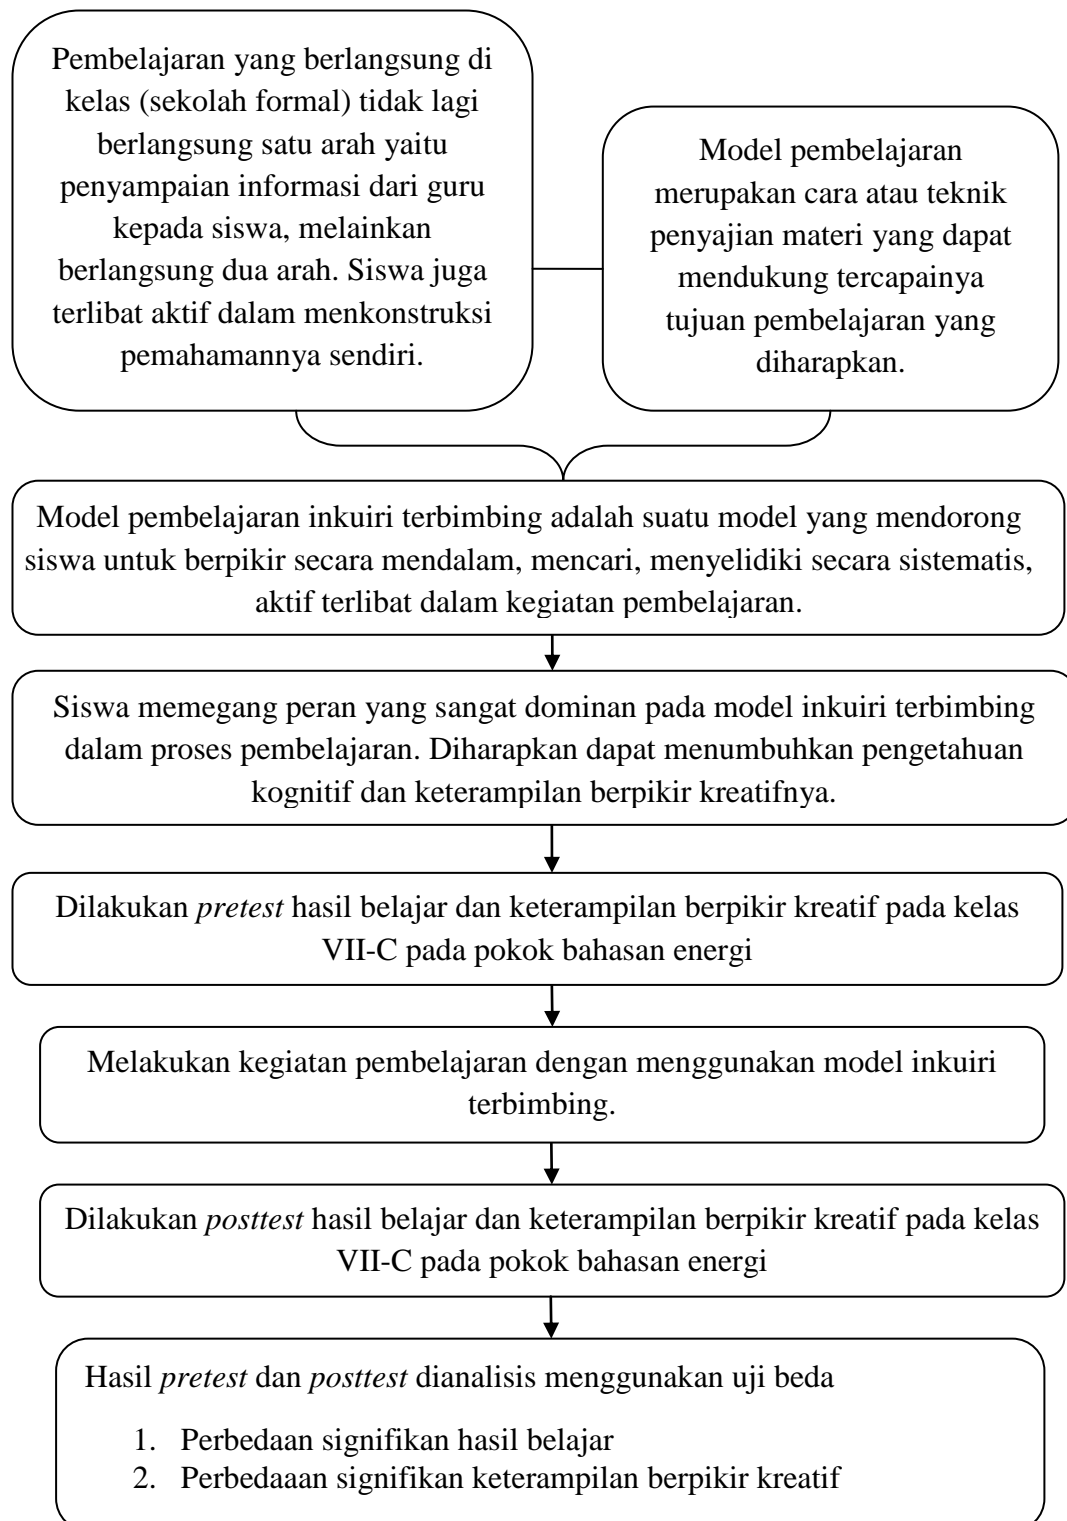 Pembelajaran yang berlangsung di
kelas (sekolah formal) tidak lagi
berlangsung satu arah yaitu
penyampaian informasi dari guru
kepada siswa, melainkan
berlangsung dua arah. Siswa juga
terlibat aktif dalam menkonstruksi
pemahamannya sendiri.
Model pembelajaran
merupakan cara atau teknik
penyajian materi yang dapat
mendukung tercapainya
tujuan pembelajaran yang
diharapkan.
Model pembelajaran inkuiri terbimbing adalah suatu model yang mendorong
siswa untuk berpikir secara mendalam, mencari, menyelidiki secara sistematis,
aktif terlibat dalam kegiatan pembelajaran.
Siswa memegang peran yang sangat dominan pada model inkuiri terbimbing
dalam proses pembelajaran. Diharapkan dapat menumbuhkan pengetahuan
kognitif dan keterampilan berpikir kreatifnya.
Dilakukan pretest hasil belajar dan keterampilan berpikir kreatif pada kelas
VII-C pada pokok bahasan energi
Melakukan kegiatan pembelajaran dengan menggunakan model inkuiri
terbimbing.
Dilakukan posttest hasil belajar dan keterampilan berpikir kreatif pada kelas
VII-C pada pokok bahasan energi
Hasil pretest dan posttest dianalisis menggunakan uji beda
1. Perbedaan signifikan hasil belajar
2. Perbedaaan signifikan keterampilan berpikir kreatif